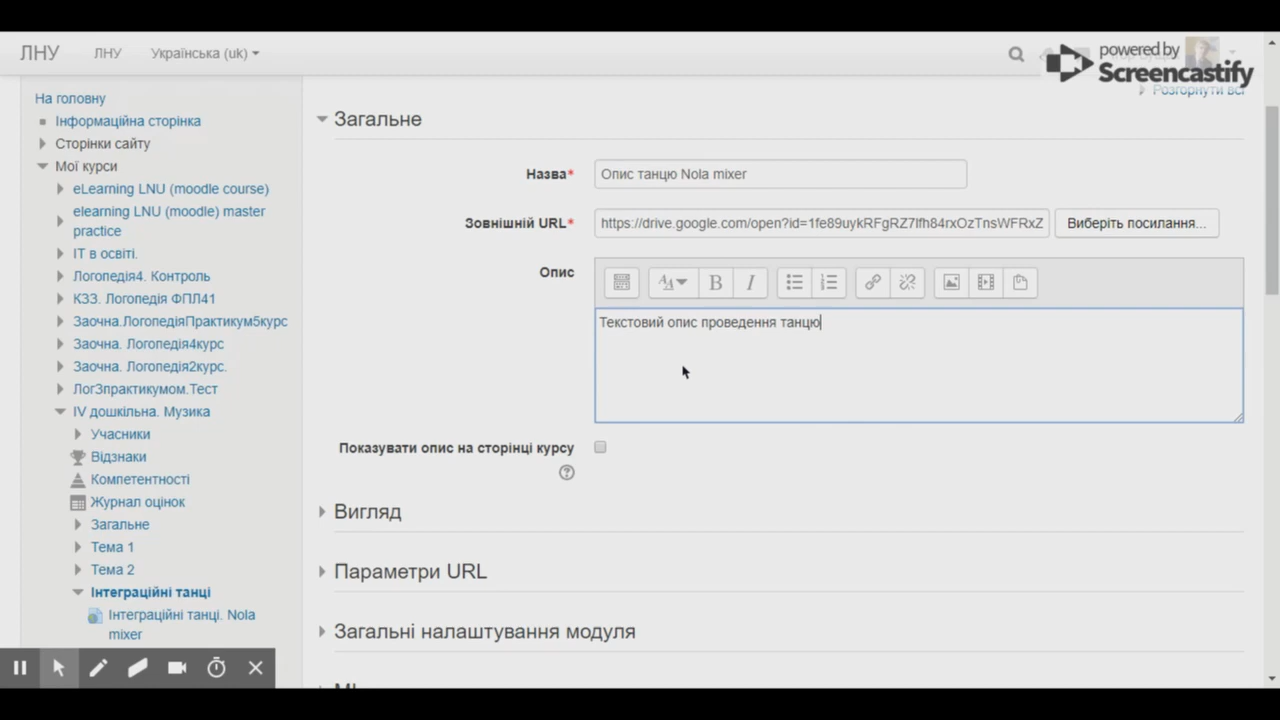 ЛНУ
ЛНУ
Українська (uk)
powered by
Screencastify
Розгорнути всі
На головну
Інформаційна сторінка
Сторінки сайту
Мої курси
eLearning LNU (moodle course)
elearning LNU (moodle) master
practice
ІТ в освіті.
Логопедія4. Контроль
КЗЗ. Логопедія ФПЛ41
Заочна.ЛогопедіяПрактикум5курс
Заочна. Логопедія4курс
Заочна. Логопедія2курс.
ЛогЗпрактикумом.Тест
IV дошкільна. Музика
Учасники
Відзнаки
Компетентності
Журнал оцінок
Загальне
Тема 1
Тема 2
Інтеграційні танці
Інтеграційні танці. Nola
mixer
Загальне
Назва*
Опис танцю Nola mixer
Зовнішній URL*
https://drive.google.com/open?id=1fe89uykRFgRZ7lfh84rxOzTnsWFRxZ
Виберіть посилання...
Опис
Текстовий опис проведення танцю
Показувати опис на сторінці курсу
Вигляд
Параметри URL
Загальні налаштування модуля